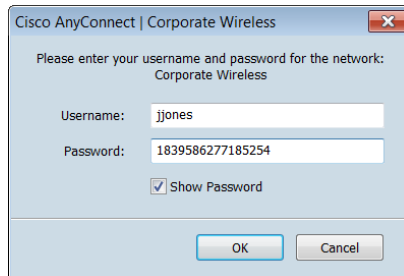 Cisco AnyConnect | Corporate Wireless
Please enter your username and password for the network:
Corporate Wireless
Username: jjones
Password: 1839586277185254
Show Password
OK Cancel